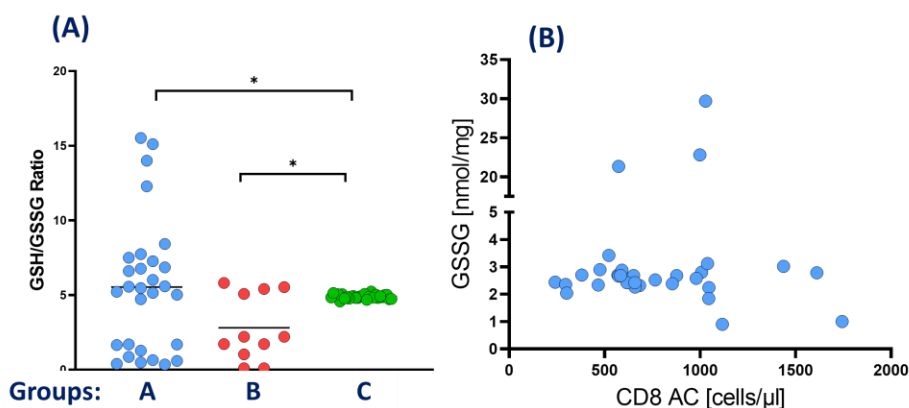 (A)
20
15
10
5
0
GSH/GSSG Ratio
*
*
Groups: A B C
(B)
35
30
25
20
5
4
3
2
1
0
GSSG [nmol/mg]
0 500 1000 1500 2000
CD8 AC [cells/µl]